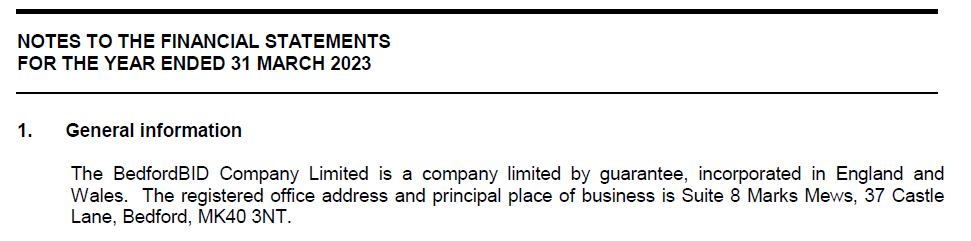 NOTES TO THE FINANCIAL STATEMENTS
FOR THE YEAR ENDED 31 MARCH 2023
1. General information
The BedfordBID Company Limited is a company limited by guarantee, incorporated in England and
Wales. The registered office address and principal place of business is Suite 8 Marks Mews, 37 Castle
Lane, Bedford, MK40 3NT.